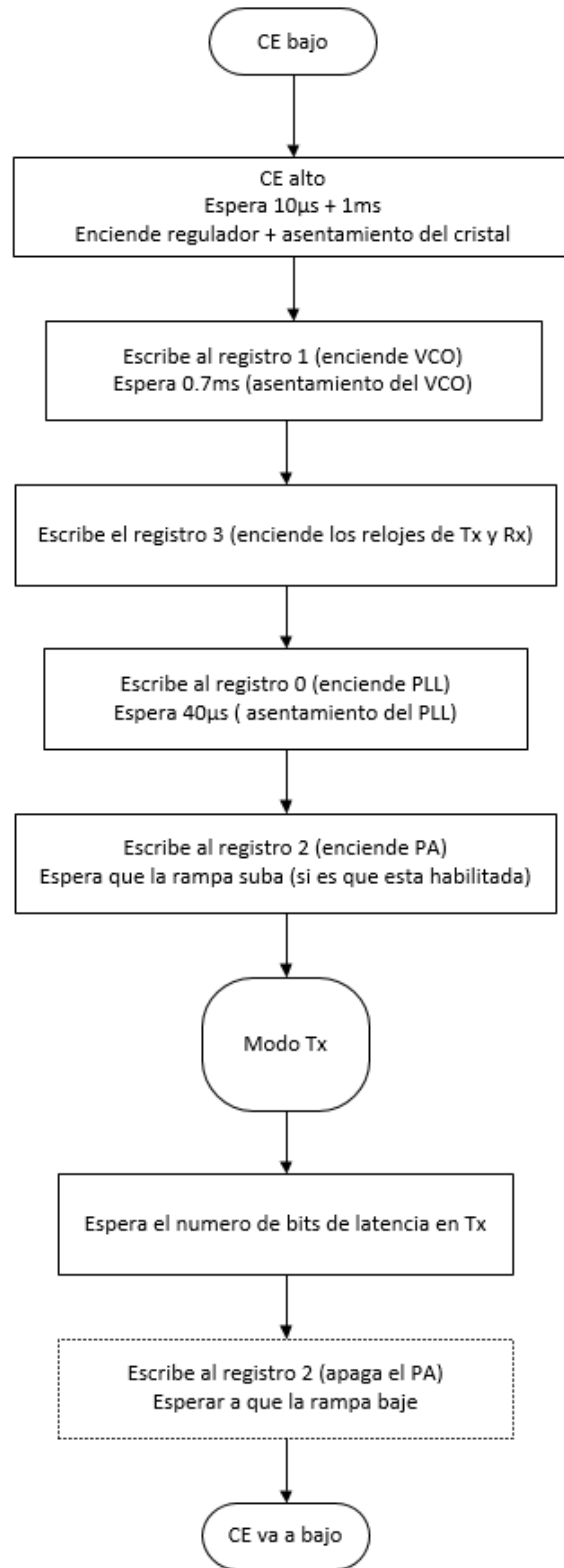 CE bajo
CE alto
Espera 10µs + 1ms
Enciende regulador + asentamiento del cristal
Escribe al registro 1 (enciende VCO)
Espera 0.7ms (asentamiento del VCO)
Escribe el registro 3 (enciende los relojes de Tx y Rx)
Escribe al registro 0 (enciende PLL)
Espera 40µs ( asentamiento del PLL)
Escribe al registro 2 (enciende PA)
Espera que la rampa suba (si es que esta habilitada)
Modo Tx
Espera el numero de bits de latencia en Tx
Escribe al registro 2 (apaga el PA)
Esperar a que la rampa baje
CE va a bajo